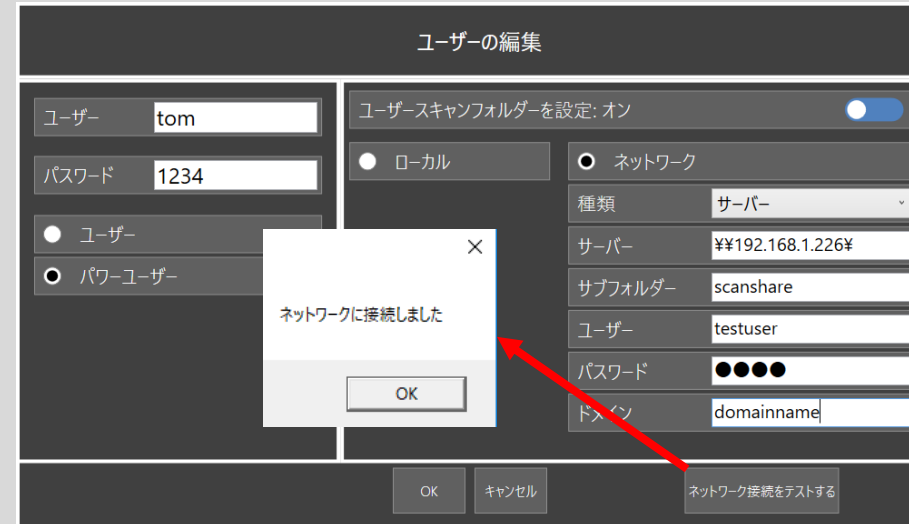 ユーザーの編集
ユーザー tom
パスワード 1234
ユーザー
パワーユーザー
ユーザースキャンフォルダーを設定: オン
ローカル
ネットワーク
種類 サーバー
サーバー ¥¥192.168.1.226¥
サブフォルダー scanshare
ユーザー testuser
パスワード ●●●●
ドメイン domainname
ネットワークに接続しました
OK
OK キャンセル ネットワーク接続をテストする